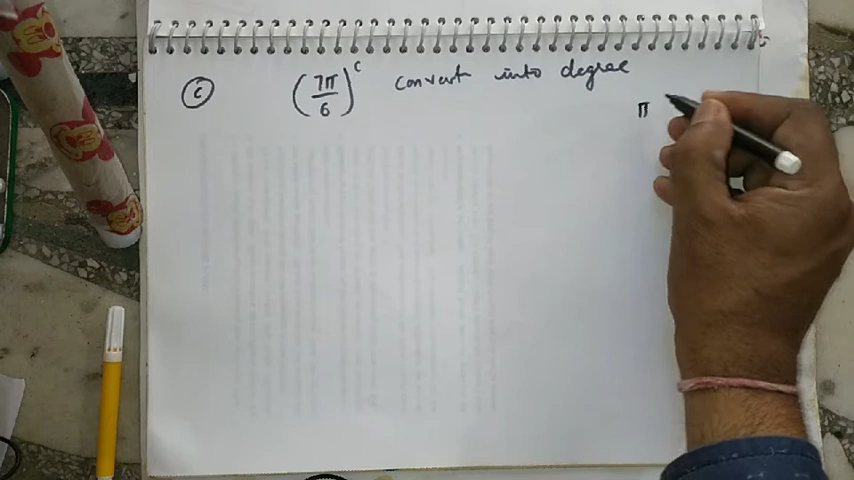 (c) (7π/6)^c convert into degree
π